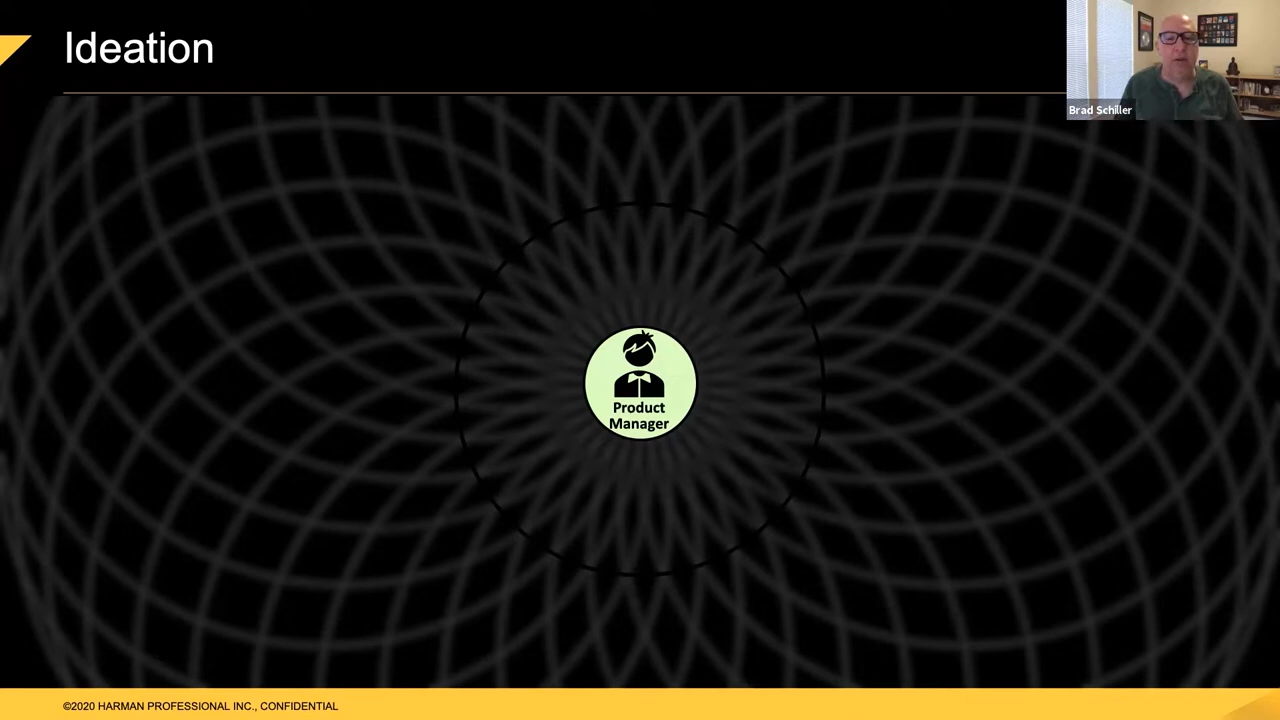 Ideation
Brad Schiller
Product
Manager
©2020 HARMAN PROFESSIONAL INC., CONFIDENTIAL